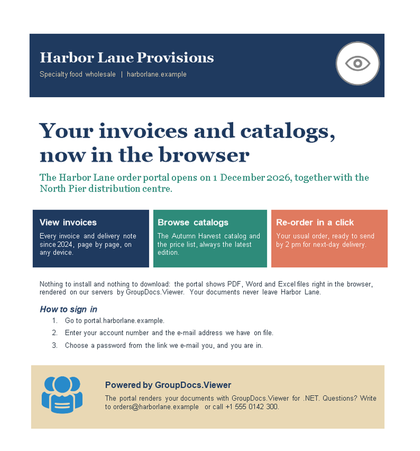 Harbor Lane Provisions
Specialty food wholesale | harborlane.example
Your invoices and catalogs,
now in the browser
The Harbor Lane order portal opens on 1 December 2026, together with the
North Pier distribution centre.
View invoices
Every invoice and delivery note
since 2024, page by page, on
any device.
Browse catalogs
The Autumn Harvest catalog and
the price list, always the latest
edition.
Re-order in a click
Your usual order, ready to send
by 2 pm for next-day delivery.
Nothing to install and nothing to download: the portal shows PDF, Word and Excel files right in the browser,
rendered on our servers by GroupDocs.Viewer. Your documents never leave Harbor Lane.
How to sign in
1. Go to portal.harborlane.example.
2. Enter your account number and the e-mail address we have on file.
3. Choose a password from the link we e-mail you, and you are in.
Powered by GroupDocs.Viewer
The portal renders your documents with GroupDocs.Viewer for .NET. Questions? Write
to orders@harborlane.example or call +1 555 0142 300.